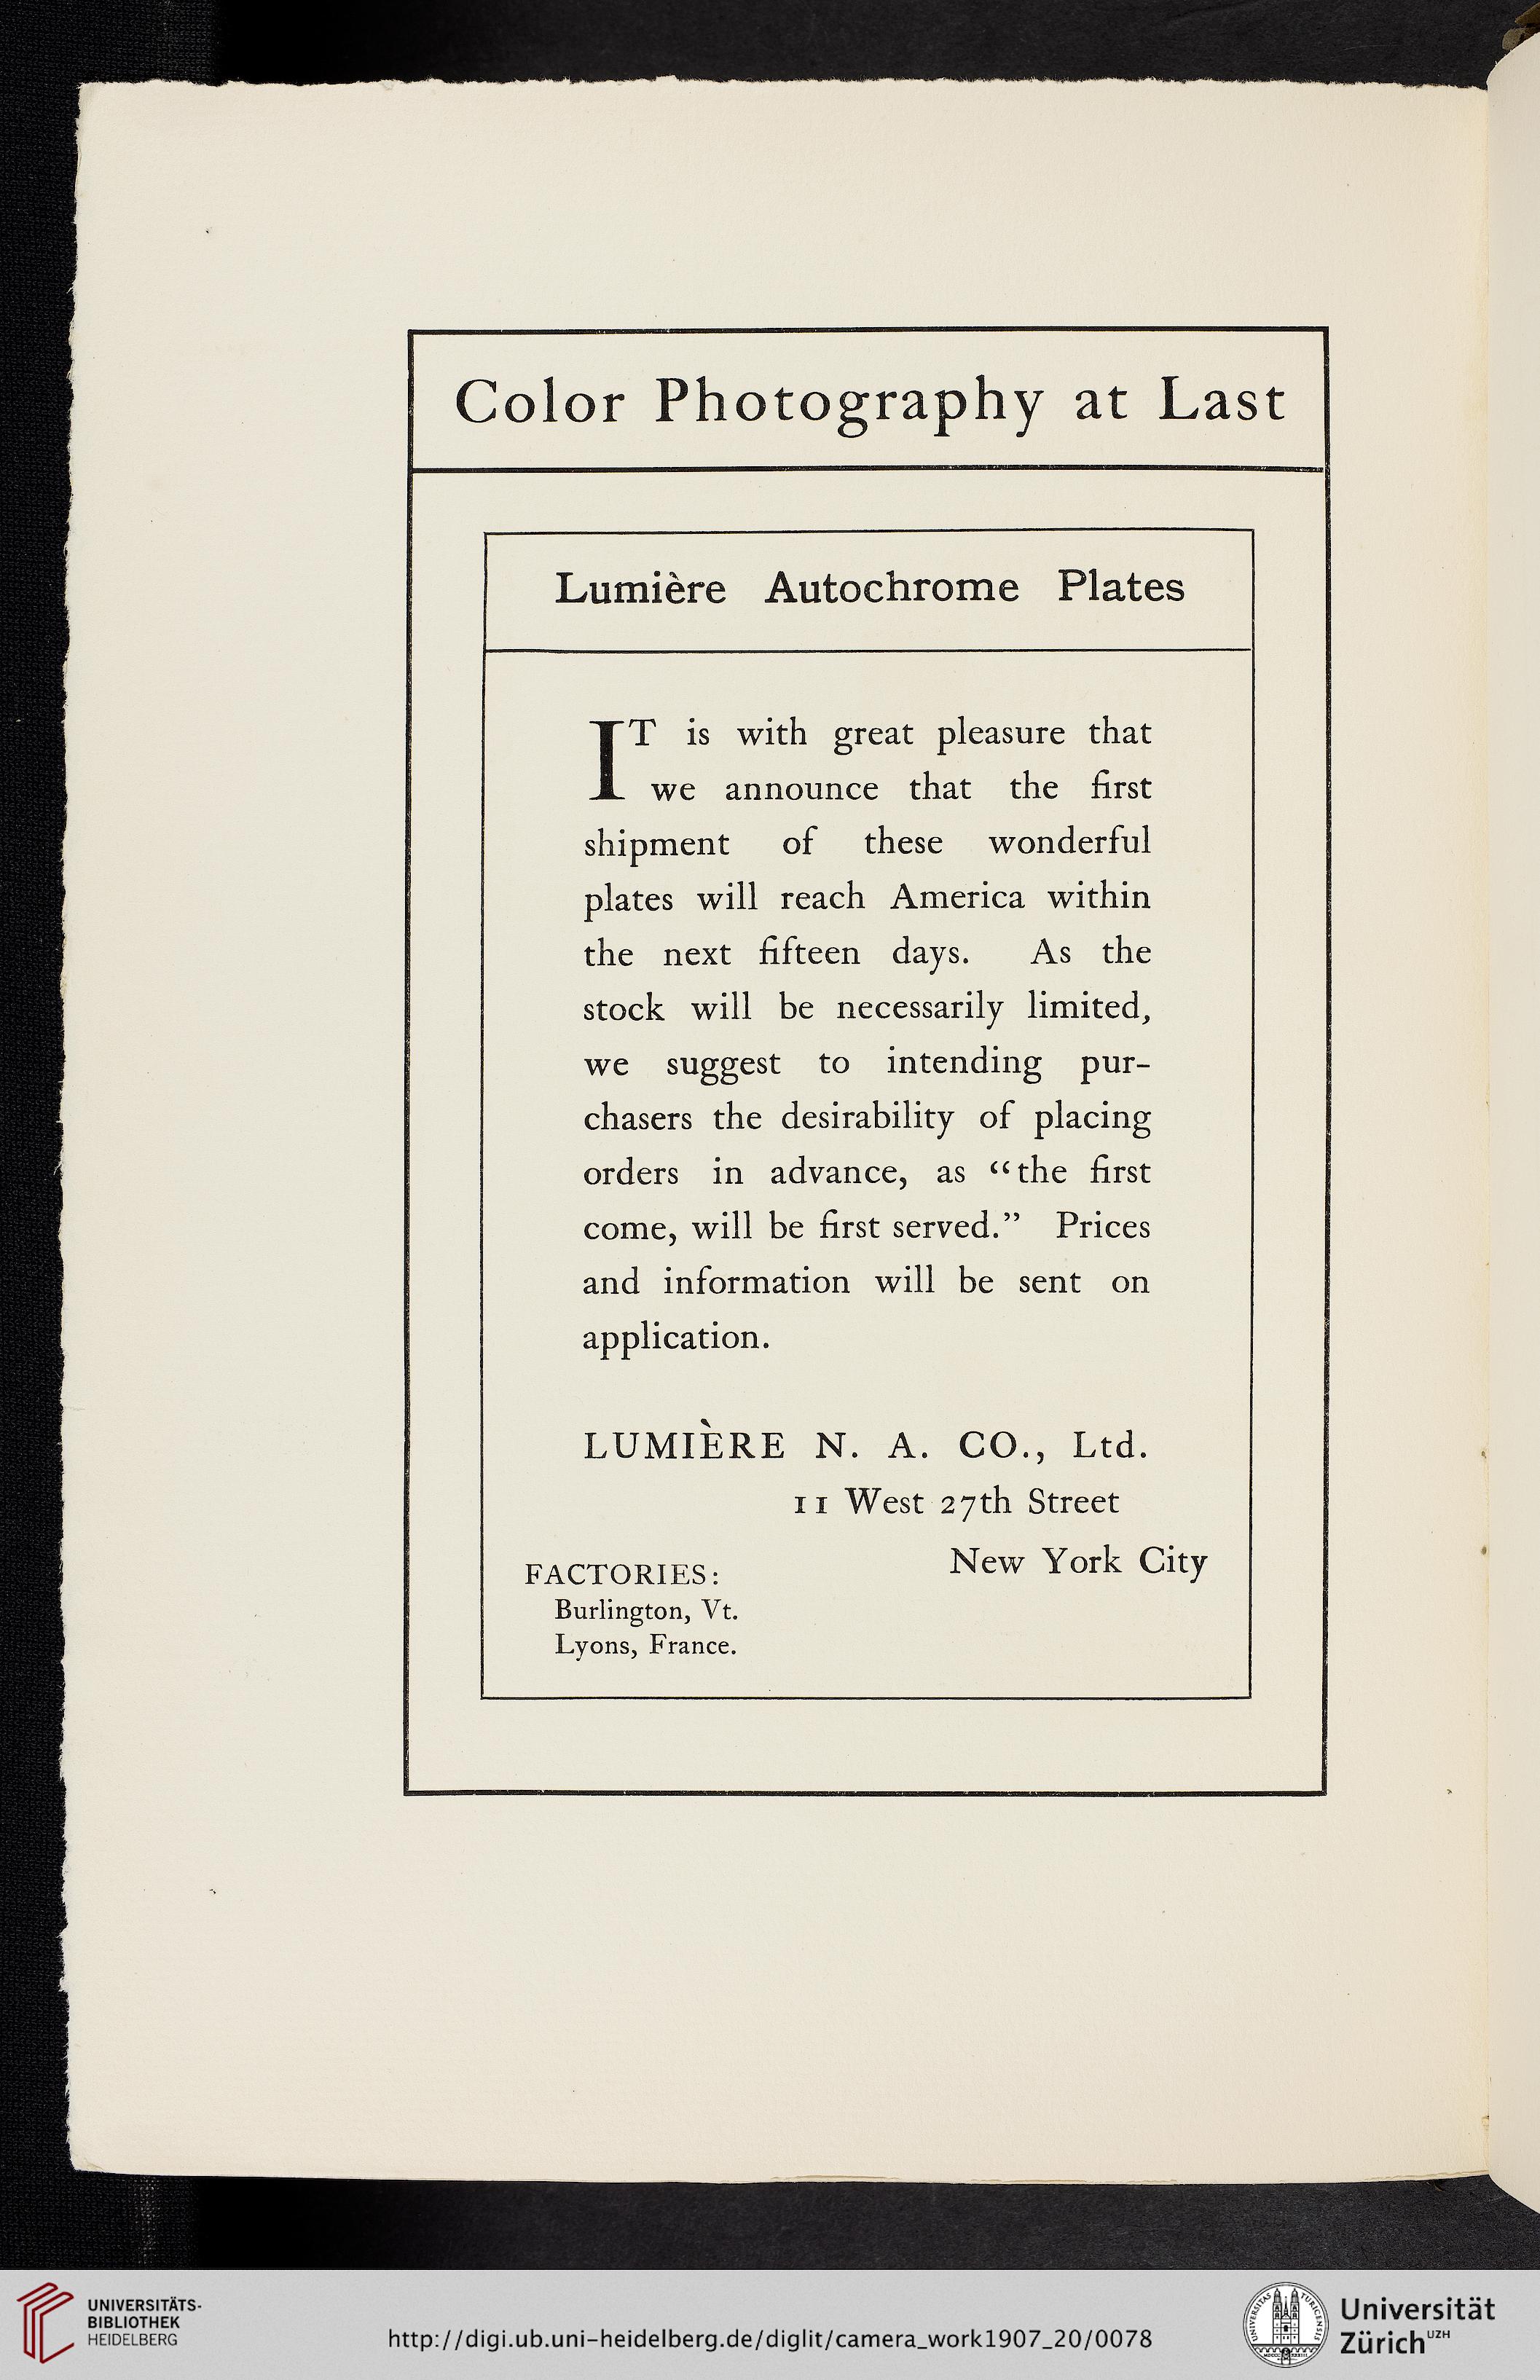 Color Photography at Last
Lumière Autochrome Plates
IT is with great pleasure that
we announce that the first
shipment of these wonderful
plates will reach America within
the next fifteen days. As the
stock will be necessarily limited,
we suggest to intending pur-
chasers the desirability of placing
orders in advance, as “the first
come, will be first served.” Prices
and information will be sent on
application.
LUMIÈRE N. A. CO., Ltd.
11 West 27th Street
New York City
FACTORIES:
Burlington, Vt.
Lyons, France.
UNIVERSITÄTS-
BIBLIOTHEK
HEIDELBERG
http://digi.ub.uni-heidelberg.de/diglit/camera_work1907_20/0078
Universität
Zürich UZH